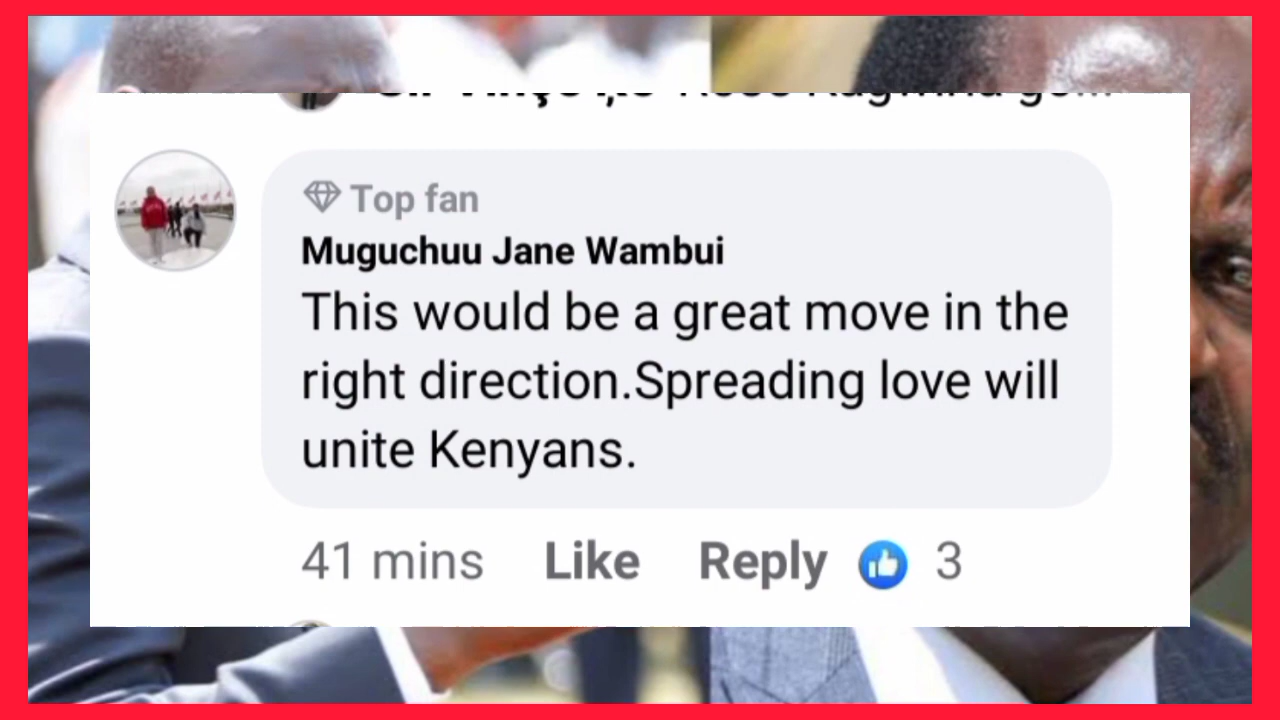 Top fan
Muguchuu Jane Wambui
This would be a great move in the
right direction.Spreading love will
unite Kenyans.
41 mins Like Reply 3